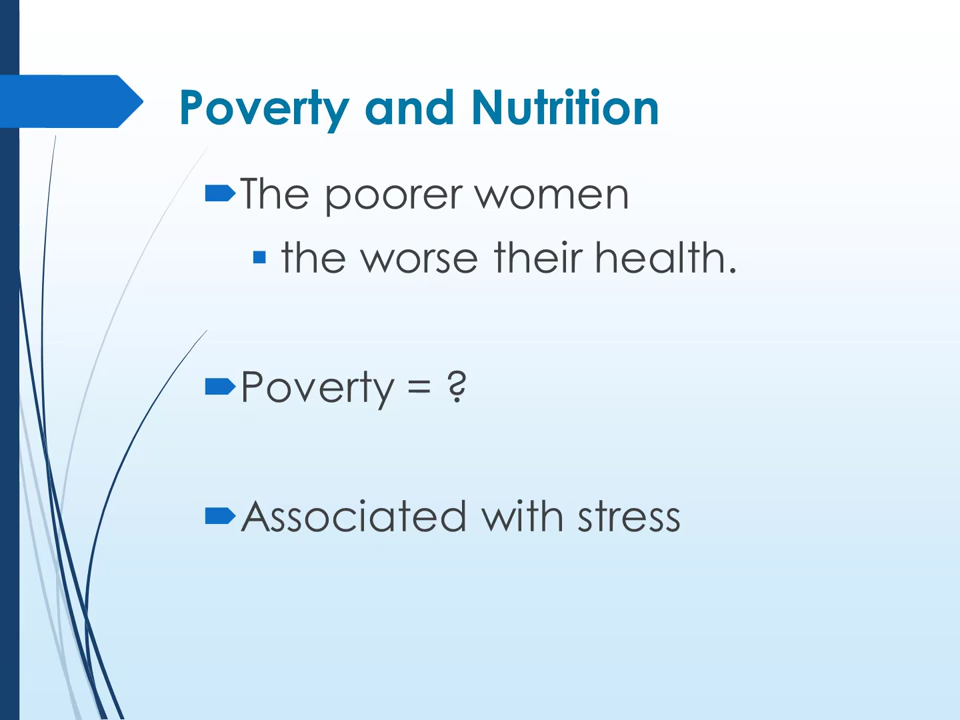 Poverty and Nutrition
The poorer women
the worse their health.
Poverty = ?
Associated with stress